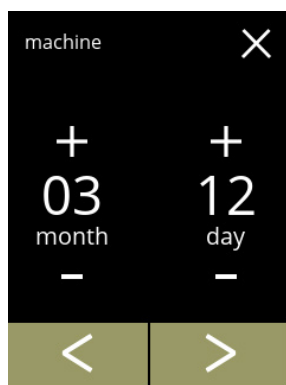 machine
+ +
03 12
month day
- -
< >